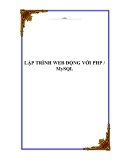 LẬP TRÌNH WEB ĐỘNG VỚI PHP /
MySQL